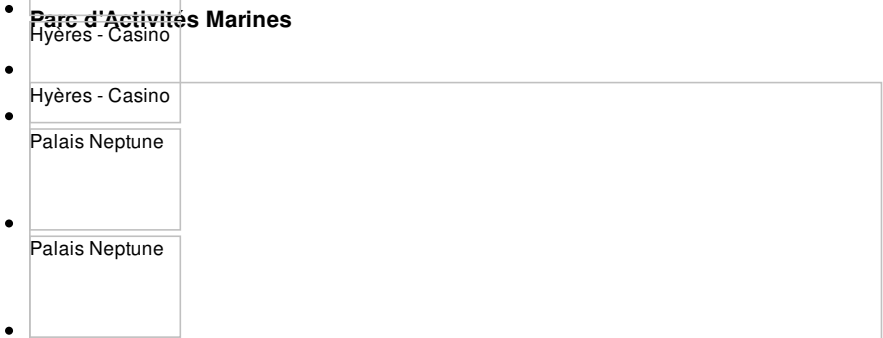 Parc d'Activités Marines
Hyères - Casino
Hyères - Casino
Palais Neptune
Palais Neptune